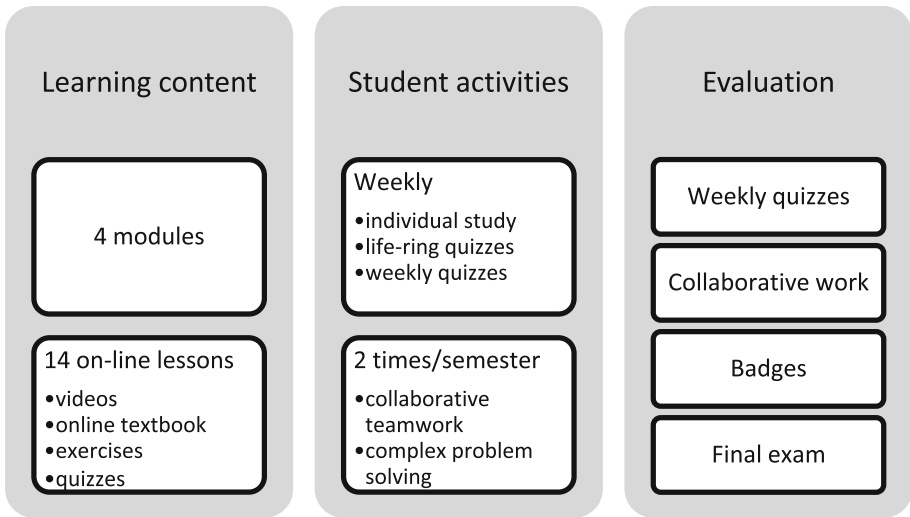 Learning content
4 modules
14 on-line lessons
•videos
•online textbook
•exercises
•quizzes
Student activities
Weekly
•individual study
•life-ring quizzes
•weekly quizzes
2 times/semester
•collaborative
teamwork
•complex problem
solving
Evaluation
Weekly quizzes
Collaborative work
Badges
Final exam